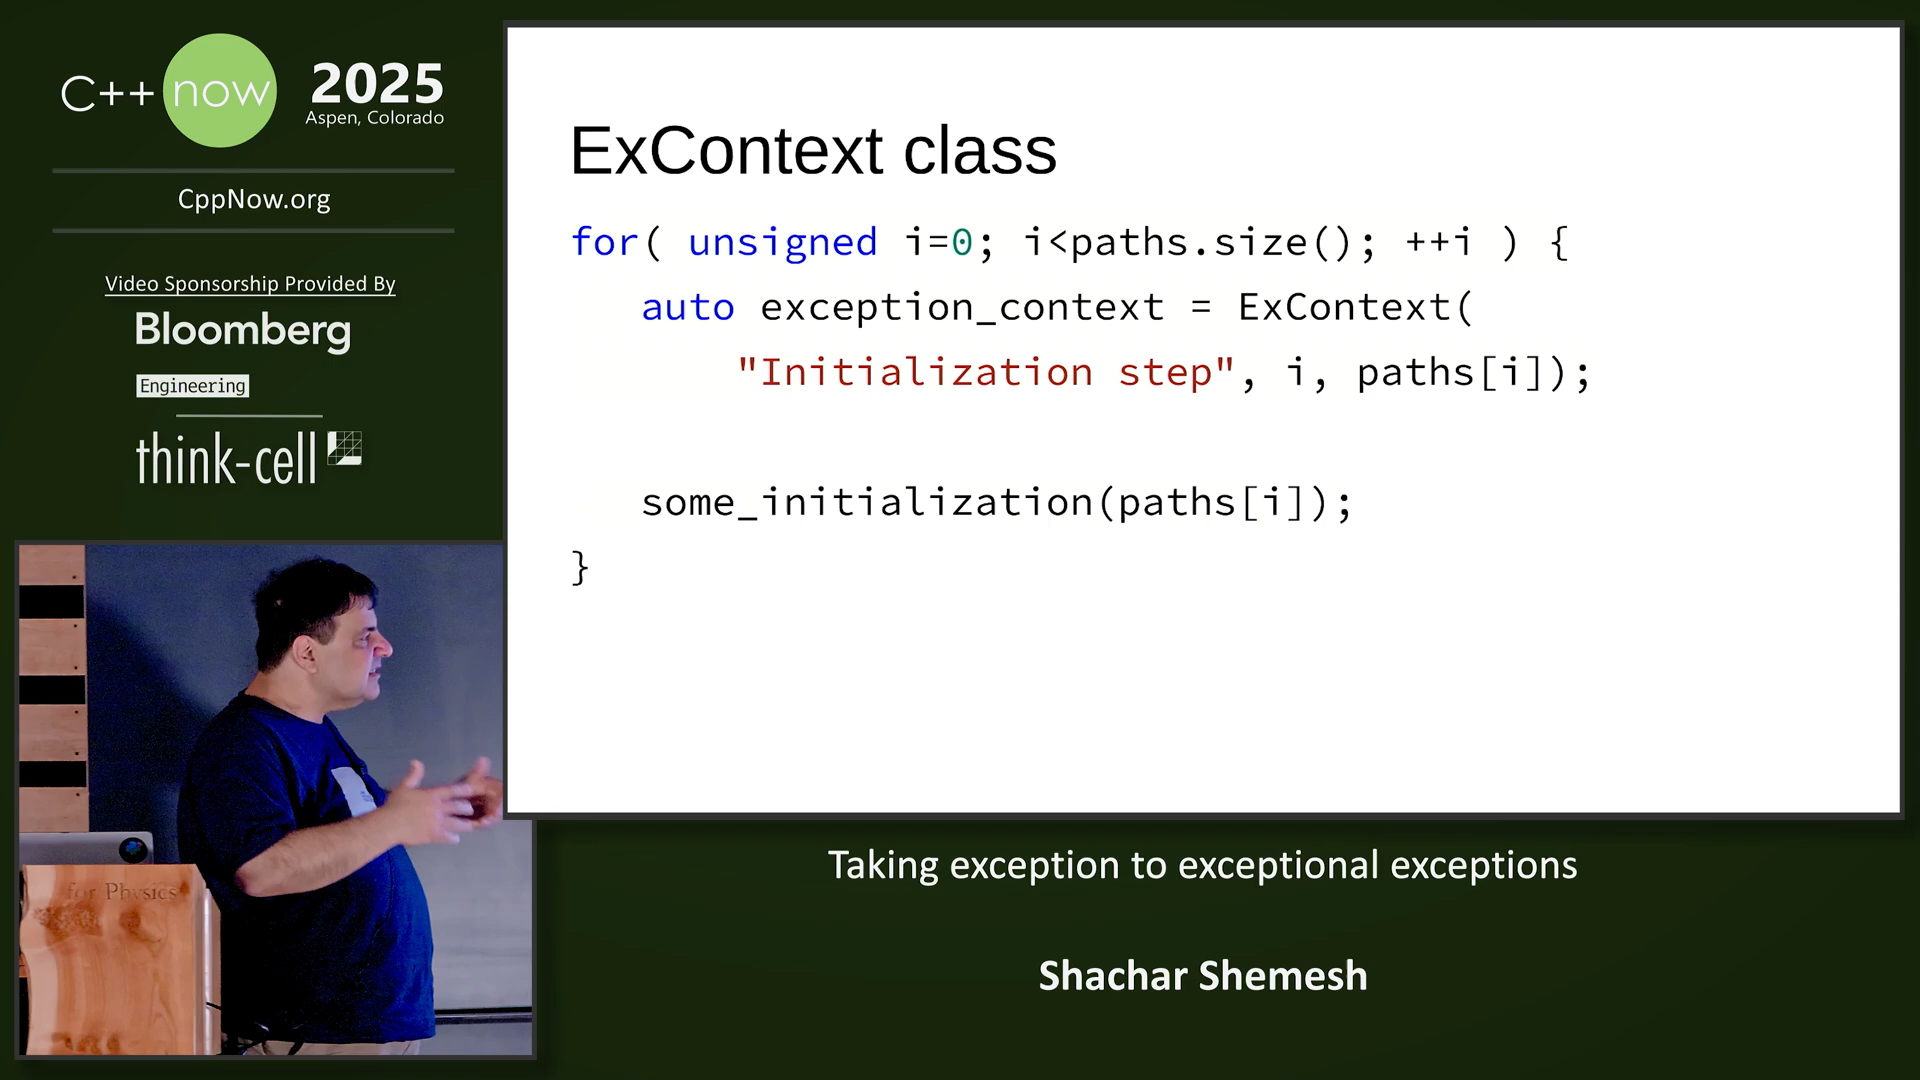 C++ now 2025
Aspen, Colorado
CppNow.org
Video Sponsorship Provided By
Bloomberg
Engineering
think-cell
ExContext class
for( unsigned i=0; i<paths.size(); ++i ) {
auto exception_context = ExContext(
"Initialization step", i, paths[i]);
some_initialization(paths[i]);
}
for Physics
Taking exception to exceptional exceptions
Shachar Shemesh